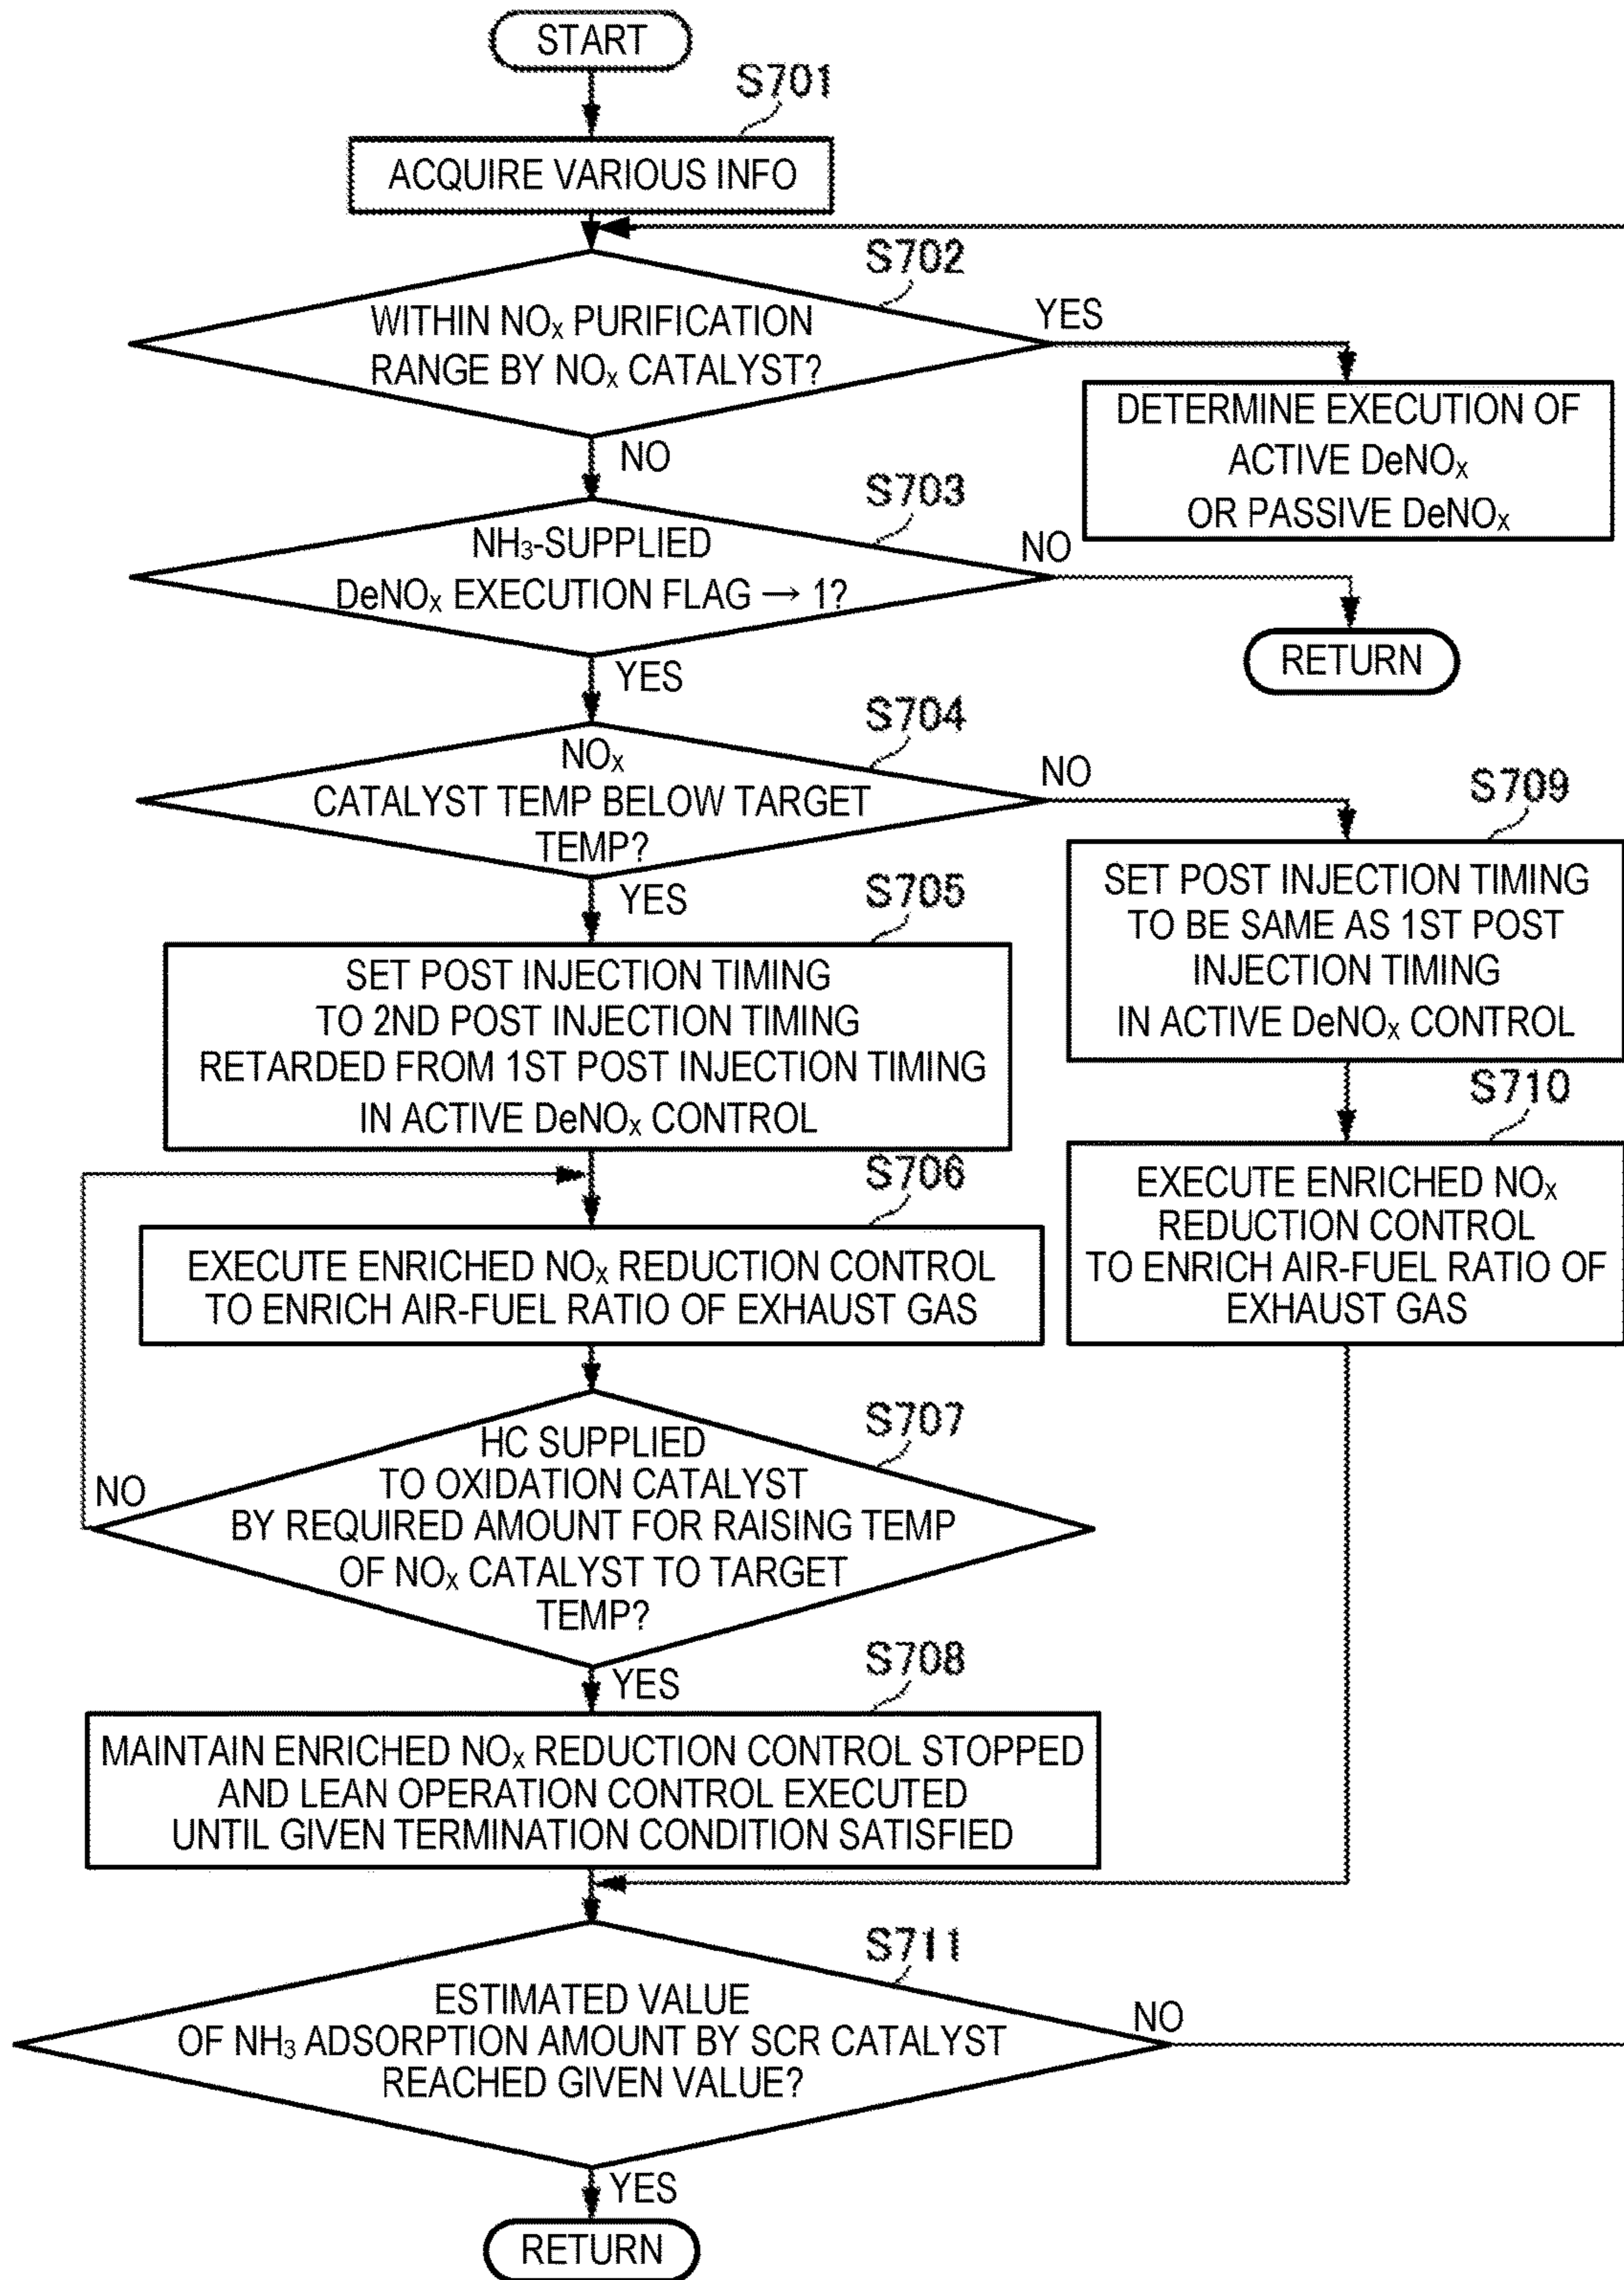 START
S701
ACQUIRE VARIOUS INFO
S702
WITHIN NOx PURIFICATION
RANGE BY NOx CATALYST?
YES
DETERMINE EXECUTION OF
ACTIVE DeNOx
OR PASSIVE DeNOx
NO
S703
NH3-SUPPLIED
DeNOx EXECUTION FLAG → 1?
NO
RETURN
YES
S704
NOx
CATALYST TEMP BELOW TARGET
TEMP?
NO
S709
SET POST INJECTION TIMING
TO BE SAME AS 1ST POST
INJECTION TIMING
IN ACTIVE DeNOx CONTROL
YES
S705
SET POST INJECTION TIMING
TO 2ND POST INJECTION TIMING
RETARDED FROM 1ST POST INJECTION TIMING
IN ACTIVE DeNOx CONTROL
S710
EXECUTE ENRICHED NOx
REDUCTION CONTROL
TO ENRICH AIR-FUEL RATIO OF
EXHAUST GAS
S706
EXECUTE ENRICHED NOx REDUCTION CONTROL
TO ENRICH AIR-FUEL RATIO OF EXHAUST GAS
S707
HC SUPPLIED
TO OXIDATION CATALYST
BY REQUIRED AMOUNT FOR RAISING TEMP
OF NOx CATALYST TO TARGET
TEMP?
NO
YES
S708
MAINTAIN ENRICHED NOx REDUCTION CONTROL STOPPED
AND LEAN OPERATION CONTROL EXECUTED
UNTIL GIVEN TERMINATION CONDITION SATISFIED
S711
ESTIMATED VALUE
OF NH3 ADSORPTION AMOUNT BY SCR CATALYST
REACHED GIVEN VALUE?
NO
YES
RETURN